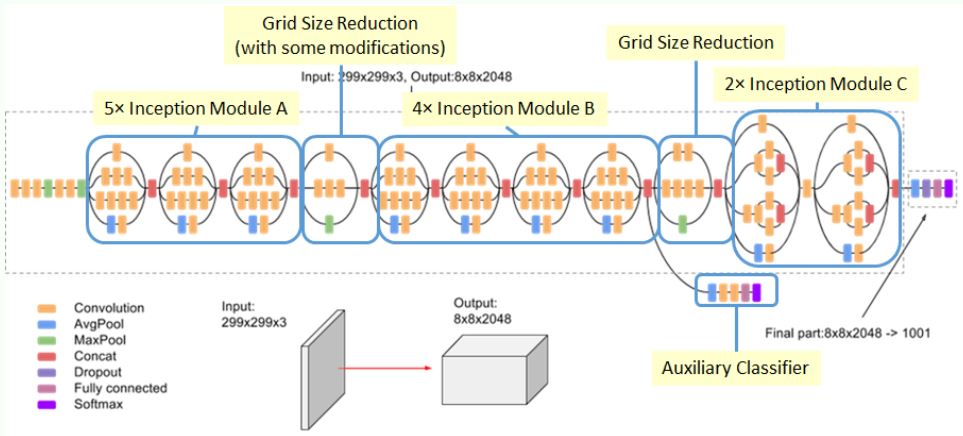 Grid Size Reduction
(with some modifications)
Grid Size Reduction
Input: 299x299x3, Output:8x8x2048
2× Inception Module C
5× Inception Module A
4× Inception Module B
Convolution
AvgPool
MaxPool
Concat
Dropout
Fully connected
Softmax
Input:
299x299x3
Output:
8x8x2048
Final part:8x8x2048 -> 1001
Auxiliary Classifier